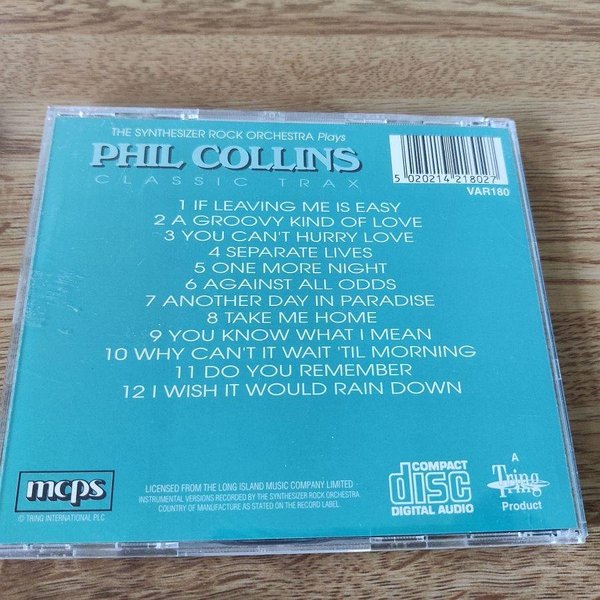 THE SYNTHESIZER ROCK ORCHESTRA Plays
PHIL COLLINS
CLASSIC TRAX
5 020214 218027
VAR180
1 IF LEAVING ME IS EASY
2 A GROOVY KIND OF LOVE
3 YOU CAN'T HURRY LOVE
4 SEPARATE LIVES
5 ONE MORE NIGHT
6 AGAINST ALL ODDS
7 ANOTHER DAY IN PARADISE
8 TAKE ME HOME
9 YOU KNOW WHAT I MEAN
10 WHY CAN'T IT WAIT 'TIL MORNING
11 DO YOU REMEMBER
12 I WISH IT WOULD RAIN DOWN
mcps
© TRING INTERNATIONAL PLC
LICENSED FROM THE LONG ISLAND MUSIC COMPANY LIMITED
INSTRUMENTAL VERSIONS RECORDED BY THE SYNTHESIZER ROCK ORCHESTRA
COUNTRY OF MANUFACTURE AS STATED ON THE RECORD LABEL.
COMPACT
disc
DIGITAL AUDIO
A
Tring
Tring
Product